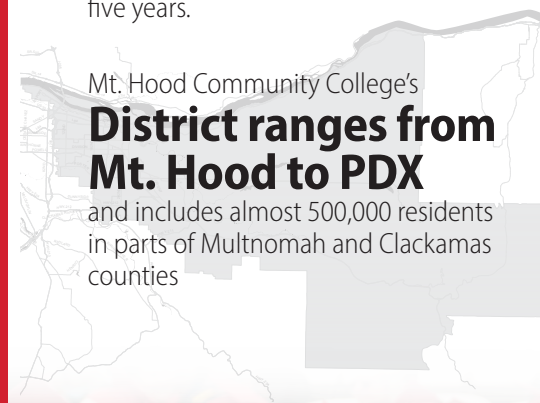 five years.
Mt. Hood Community College's
District ranges from
Mt. Hood to PDX
and includes almost 500,000 residents
in parts of Multnomah and Clackamas
counties